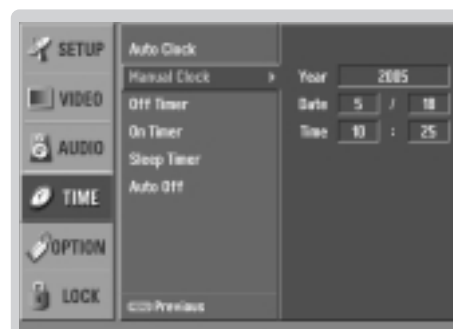 SETUP
VIDEO
AUDIO
TIME
OPTION
LOCK
Auto Clock
Manual Clock
Off Timer
On Timer
Sleep Timer
Auto Off
Previous
Year 2005
Date 5 / 18
Time 10 : 25